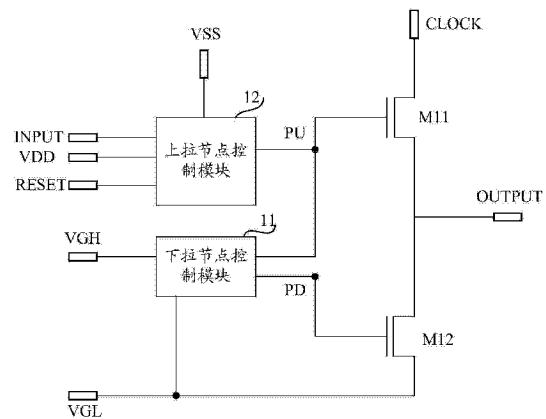 CLOCK
VSS
12
M11
INPUT
VDD
RESET
上拉节点控
制模块
PU
OUTPUT
11
VGH
下拉节点控
制模块
PD
M12
VGL